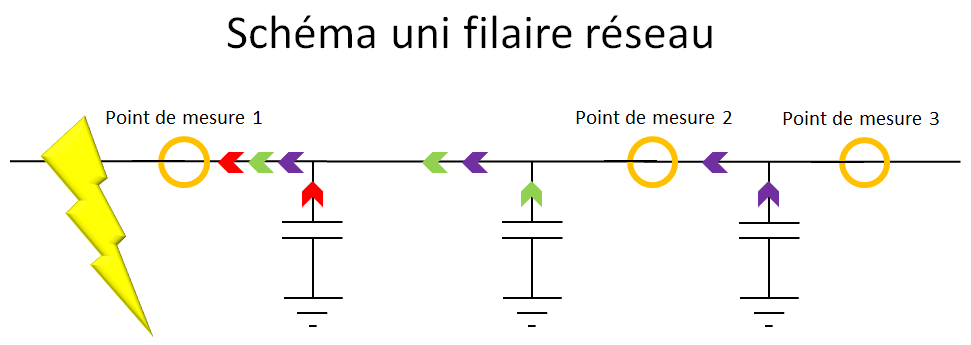 Schéma uni filaire réseau
Point de mesure 1
Point de mesure 2
Point de mesure 3